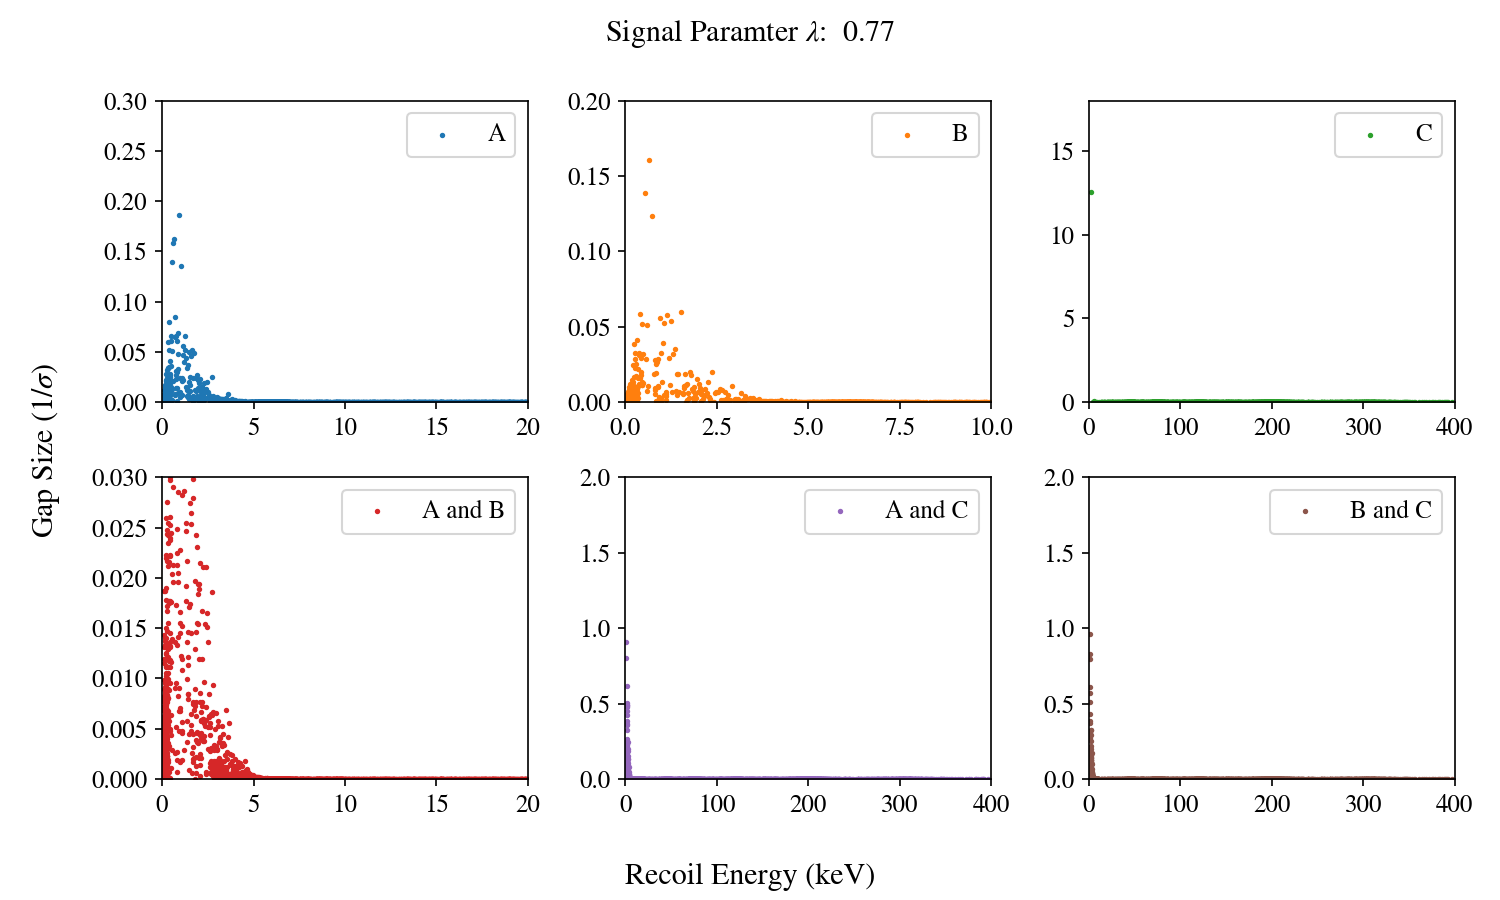 Signal Paramter λ: 0.77
0.30
0.25
0.20
0.15
0.10
0.05
0.00
0 5 10 15 20
A
0.20
0.15
0.10
0.05
0.00
0.0 2.5 5.0 7.5 10.0
B
15
10
5
0
0 100 200 300 400
C
Gap Size (1/σ)
0.030
0.025
0.020
0.015
0.010
0.005
0.000
0 5 10 15 20
A and B
2.0
1.5
1.0
0.5
0.0
0 100 200 300 400
A and C
2.0
1.5
1.0
0.5
0.0
0 100 200 300 400
B and C
Recoil Energy (keV)